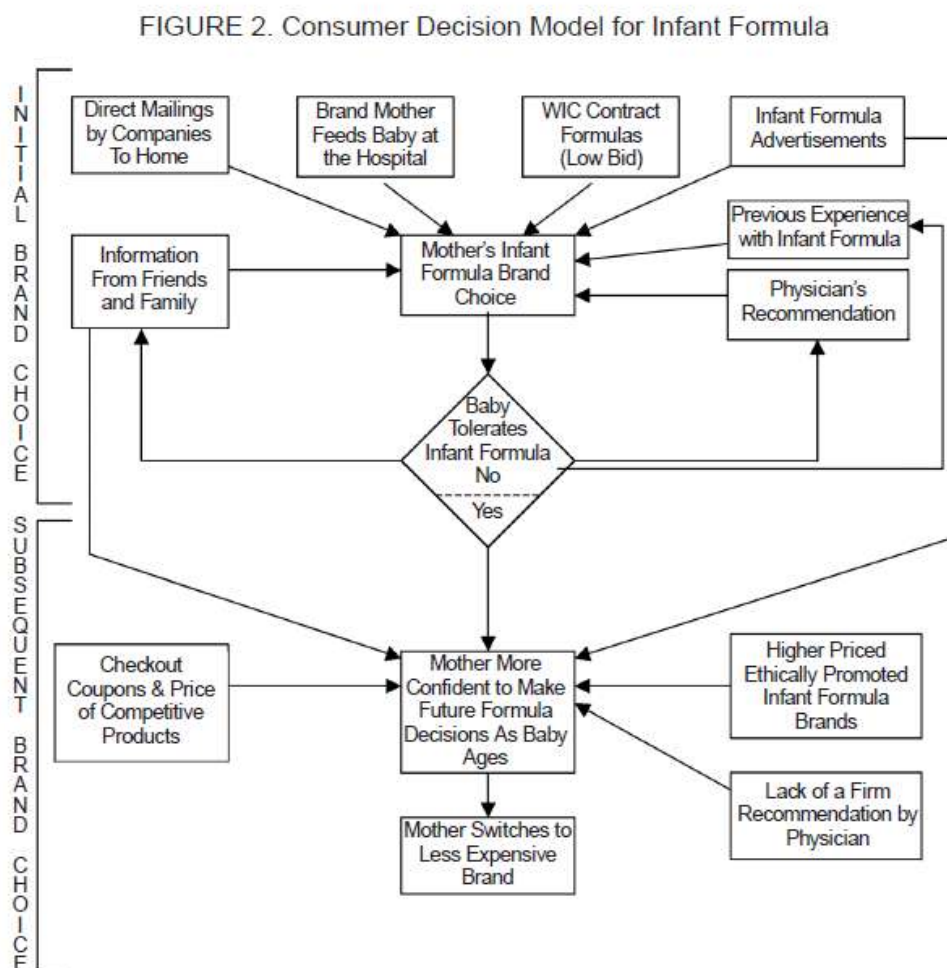 FIGURE 2. Consumer Decision Model for Infant Formula
INITIAL BRAND CHOICE
Direct Mailings
by Companies
To Home
Brand Mother
Feeds Baby at
the Hospital
WIC Contract
Formulas
(Low Bid)
Infant Formula
Advertisements
Previous Experience
with Infant Formula
Information
From Friends
and Family
Mother's Infant
Formula Brand
Choice
Physician's
Recommendation
Baby
Tolerates
Infant Formula
No
Yes
SUBSEQUENT BRAND CHOICE
Checkout
Coupons & Price
of Competitive
Products
Mother More
Confident to Make
Future Formula
Decisions As Baby
Ages
Higher Priced
Ethically Promoted
Infant Formula
Brands
Lack of a Firm
Recommendation by
Physician
Mother Switches to
Less Expensive
Brand